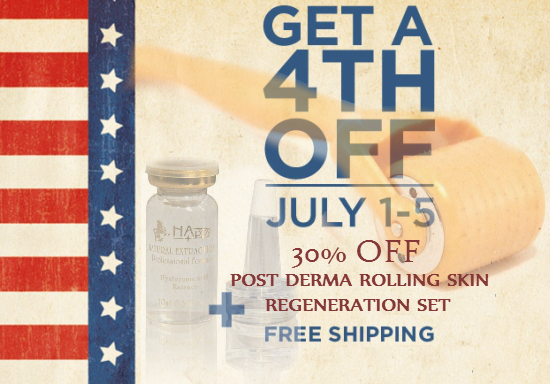 GET A
4TH
OFF
JULY 1-5
30% OFF
POST DERMA ROLLING SKIN
REGENERATION SET
+
FREE SHIPPING